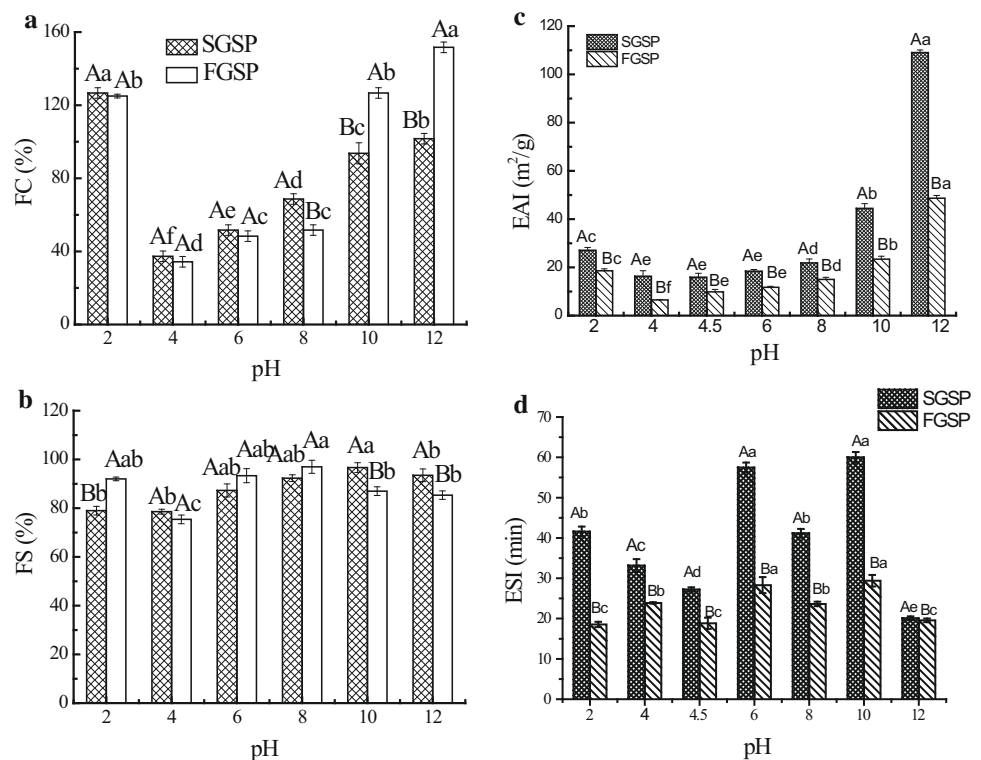 a
FC (%)
160
120
80
40
0
SGSP
FGSP
Aa Ab
Af Ad
Ae Ac
Ad Bc
Bc Ab
Bb Aa
2 4 6 8 10 12
pH
b
FS (%)
120
100
80
60
40
20
0
Bb Aab
Ab Ac
Aab Aab
Aab Aa
Aa Bb
Ab Bb
2 4 6 8 10 12
pH
c
EAI (m²/g)
120
100
80
60
40
20
0
SGSP
FGSP
Ac Bc
Ae Bf
Ae Be
Ae Be
Ad Bd
Ab Bb
Aa Ba
2 4 4.5 6 8 10 12
pH
d
ESI (min)
70
60
50
40
30
20
10
0
SGSP
FGSP
Ab Bc
Ac Bb
Ad Bc
Aa Ba
Ab Bb
Aa Ba
Ae Bc
2 4 4.5 6 8 10 12
pH